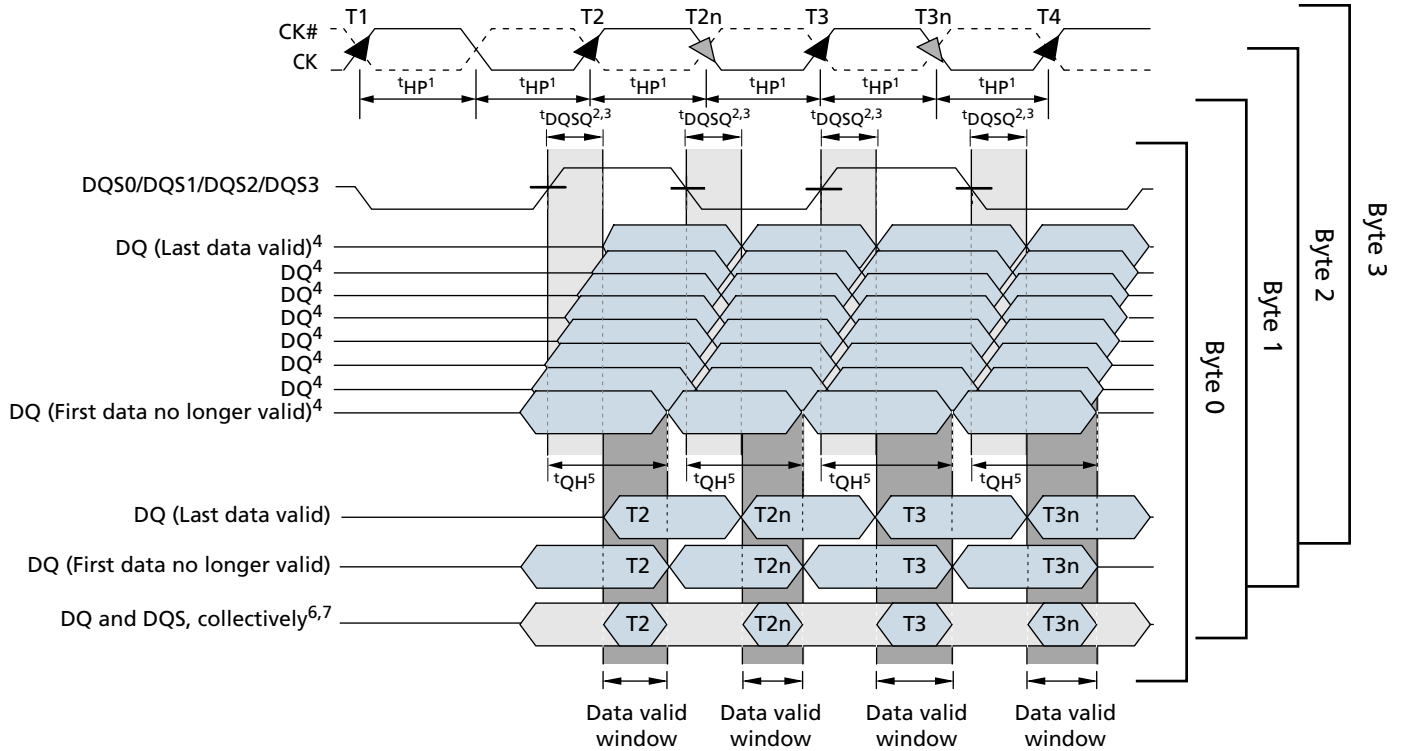 T1 T2 T2n T3 T3n T4
CK#
CK
tHP1 tHP1 tHP1 tHP1 tHP1 tHP1
tDQSQ2,3 tDQSQ2,3 tDQSQ2,3 tDQSQ2,3
DQS0/DQS1/DQS2/DQS3
DQ (Last data valid)4
DQ4
DQ4
DQ4
DQ4
DQ4
DQ4
DQ (First data no longer valid)4
tQH5 tQH5 tQH5 tQH5
DQ (Last data valid) T2 T2n T3 T3n
DQ (First data no longer valid) T2 T2n T3 T3n
DQ and DQS, collectively6,7 T2 T2n T3 T3n
Data valid window
Data valid window
Data valid window
Data valid window
Byte 0
Byte 1
Byte 2
Byte 3